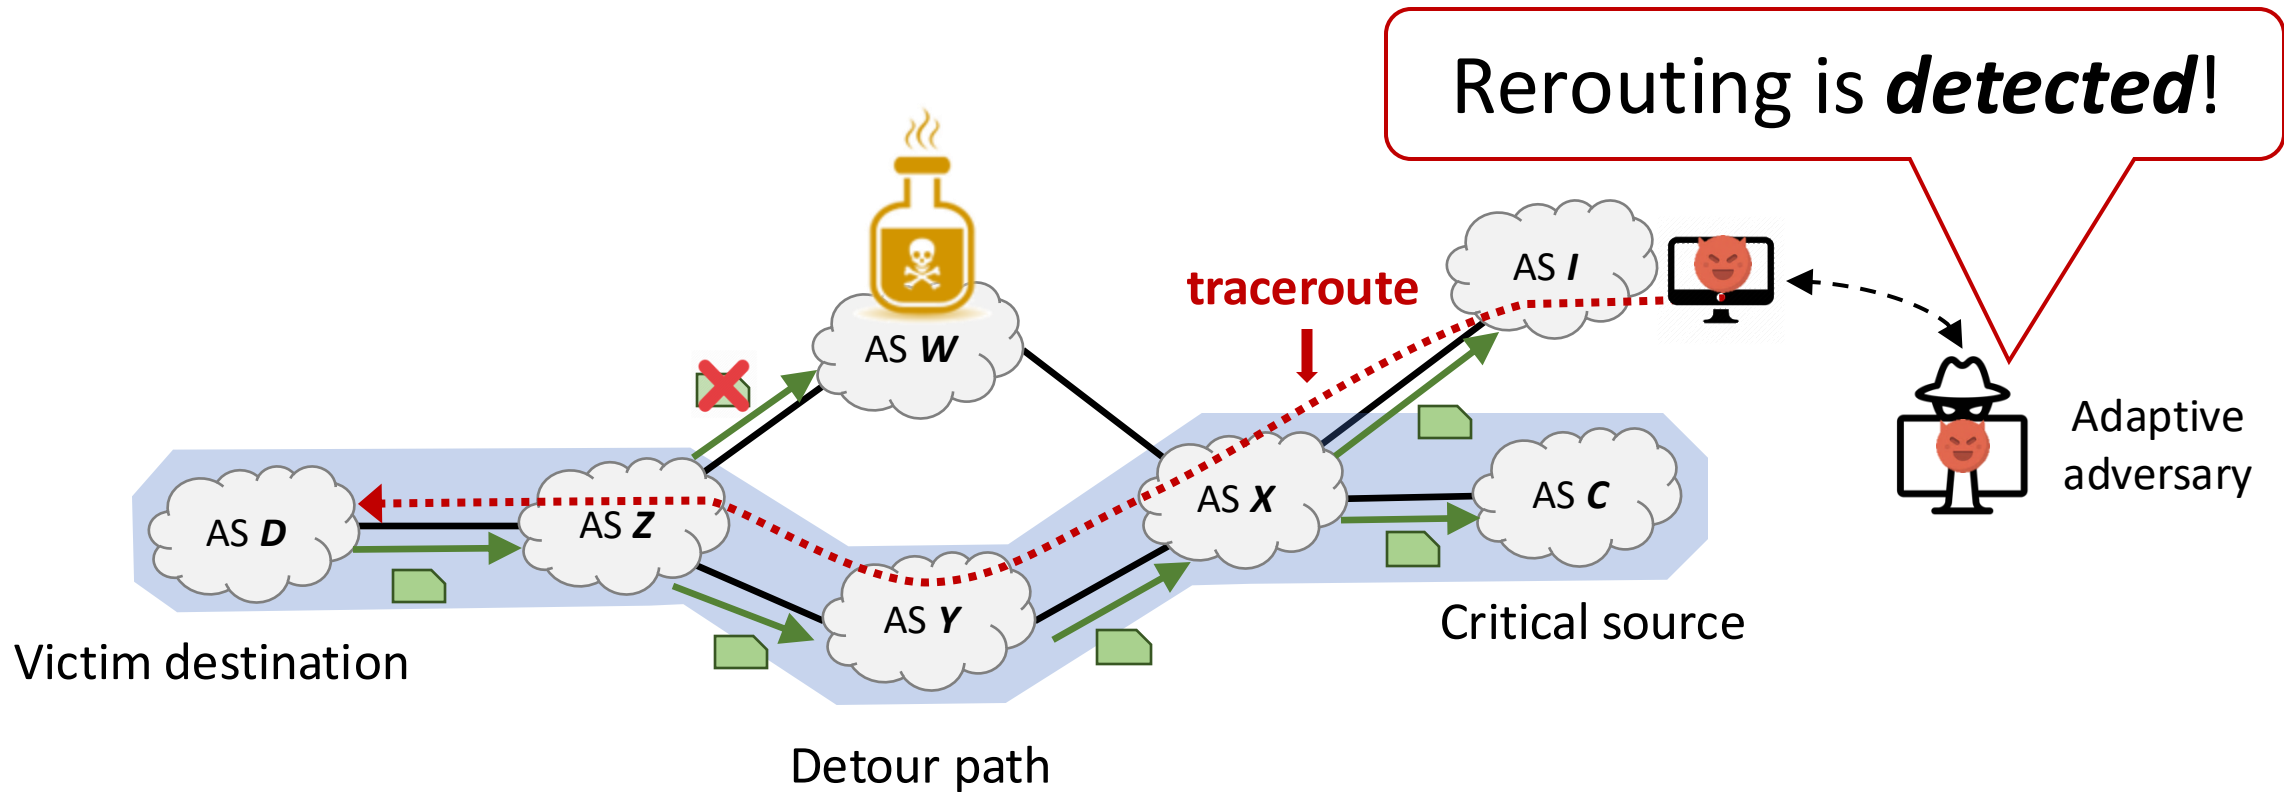 Rerouting is detected!
AS I
traceroute
AS W
Adaptive
adversary
AS D
AS Z
AS X
AS C
AS Y
Critical source
Victim destination
Detour path